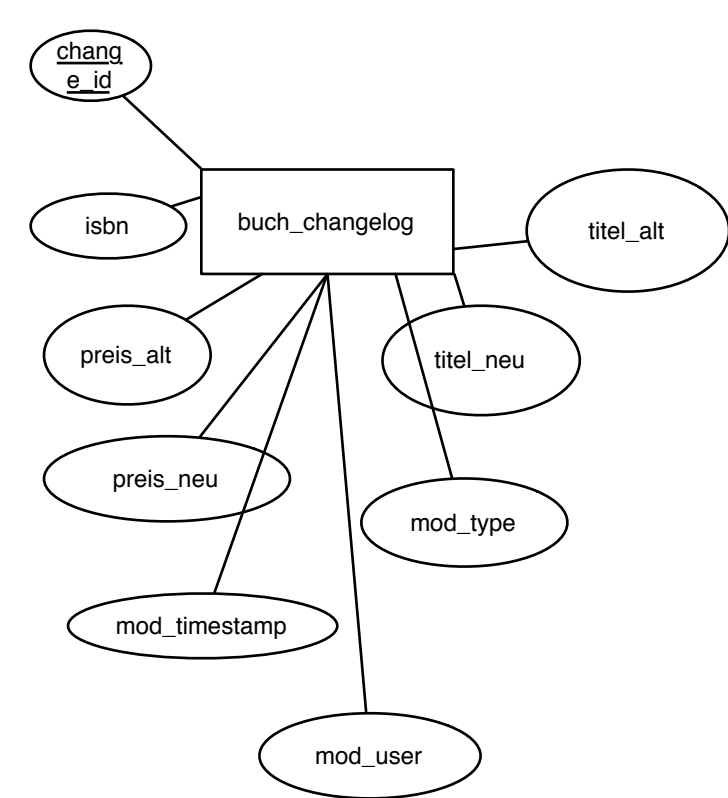 chang
e_id
isbn
buch_changelog
titel_alt
preis_alt
titel_neu
preis_neu
mod_type
mod_timestamp
mod_user